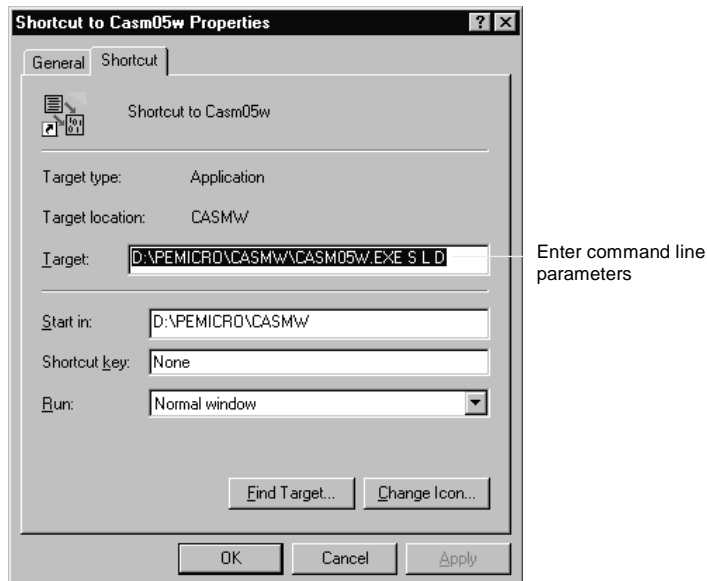 Shortcut to Casm05w Properties
General Shortcut
Shortcut to Casm05w
Target type: Application
Target location: CASMW
Target: D:\PEMICRO\CASMW\CASM05W.EXE S L D
Enter command line
parameters
Start in: D:\PEMICRO\CASMW
Shortcut key: None
Run: Normal window
Find Target... Change Icon...
OK Cancel Apply